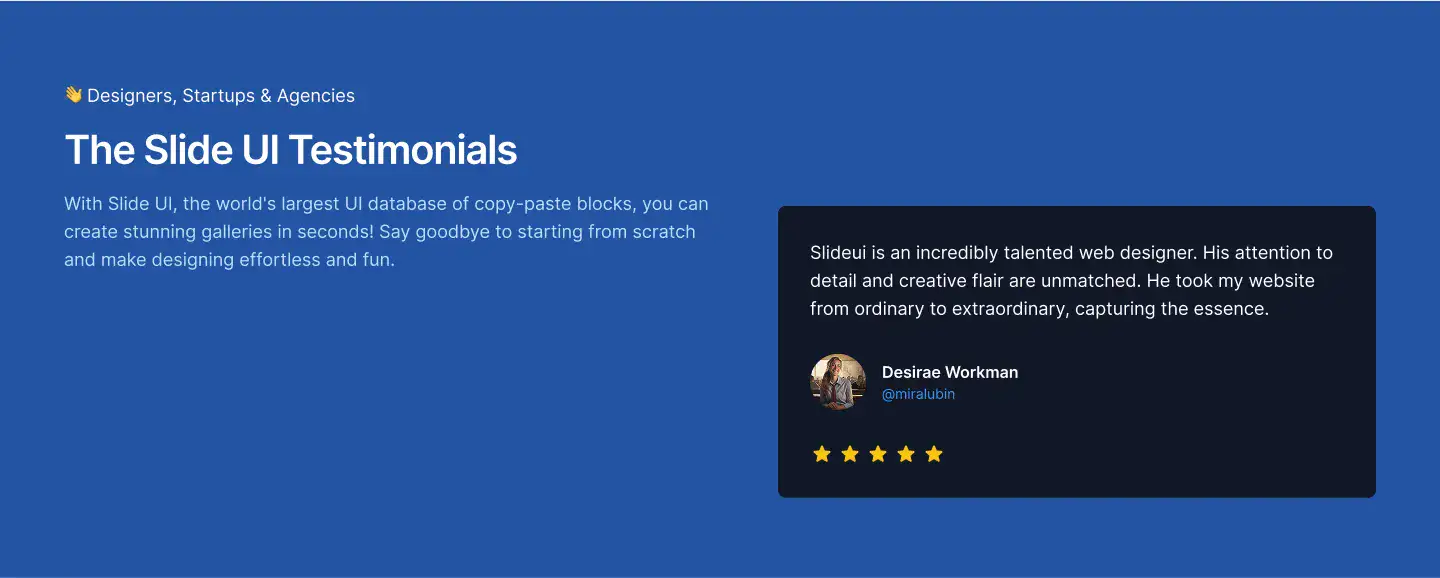 👋 Designers, Startups & Agencies
The Slide UI Testimonials
With Slide UI, the world's largest UI database of copy-paste blocks, you can
create stunning galleries in seconds! Say goodbye to starting from scratch
and make designing effortless and fun.
Slideui is an incredibly talented web designer. His attention to
detail and creative flair are unmatched. He took my website
from ordinary to extraordinary, capturing the essence.
Desirae Workman
@miralubin